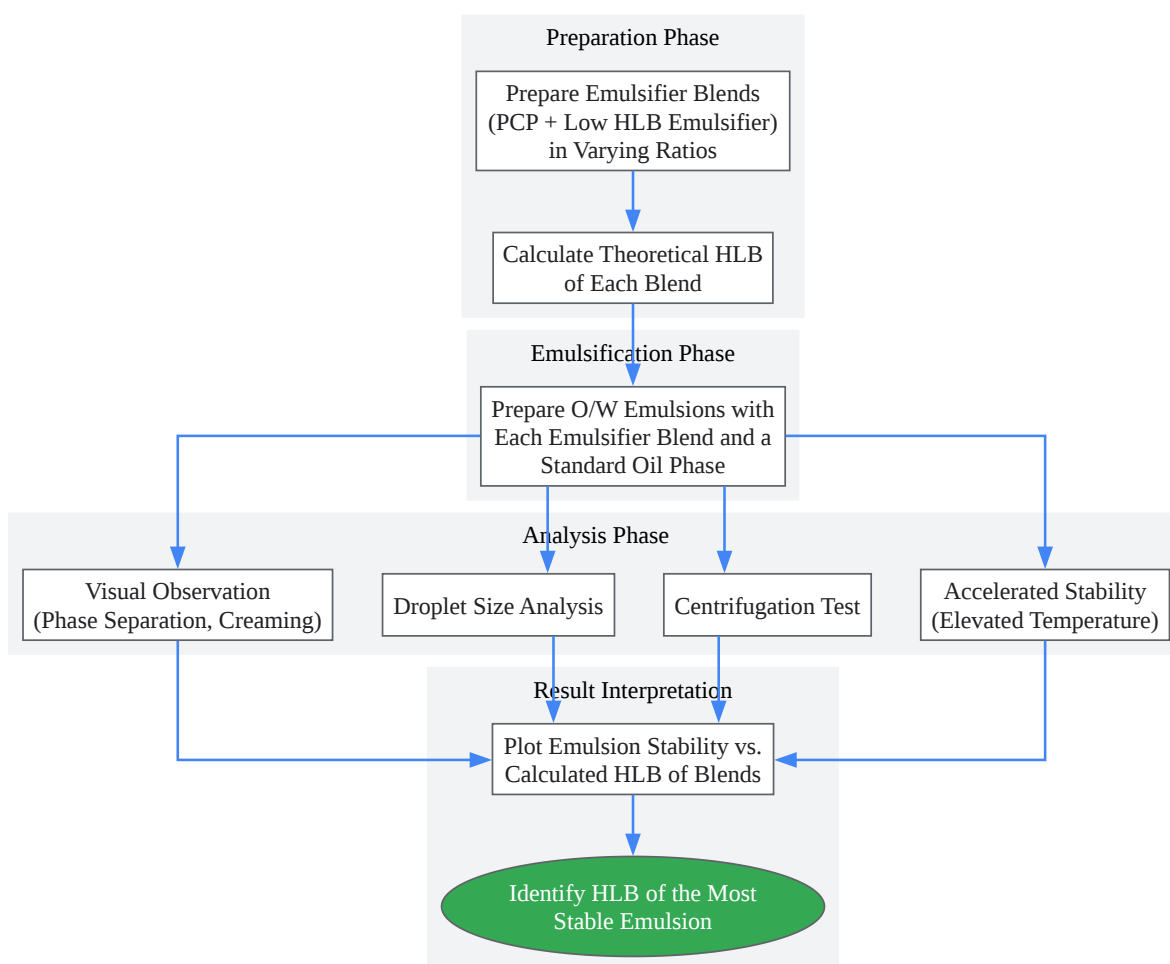 Preparation Phase
Prepare Emulsifier Blends
(PCP + Low HLB Emulsifier)
in Varying Ratios
Calculate Theoretical HLB
of Each Blend
Emulsification Phase
Prepare O/W Emulsions with
Each Emulsifier Blend and a
Standard Oil Phase
Analysis Phase
Visual Observation
(Phase Separation, Creaming)
Droplet Size Analysis
Centrifugation Test
Accelerated Stability
(Elevated Temperature)
Result Interpretation
Plot Emulsion Stability vs.
Calculated HLB of Blends
Identify HLB of the Most
Stable Emulsion